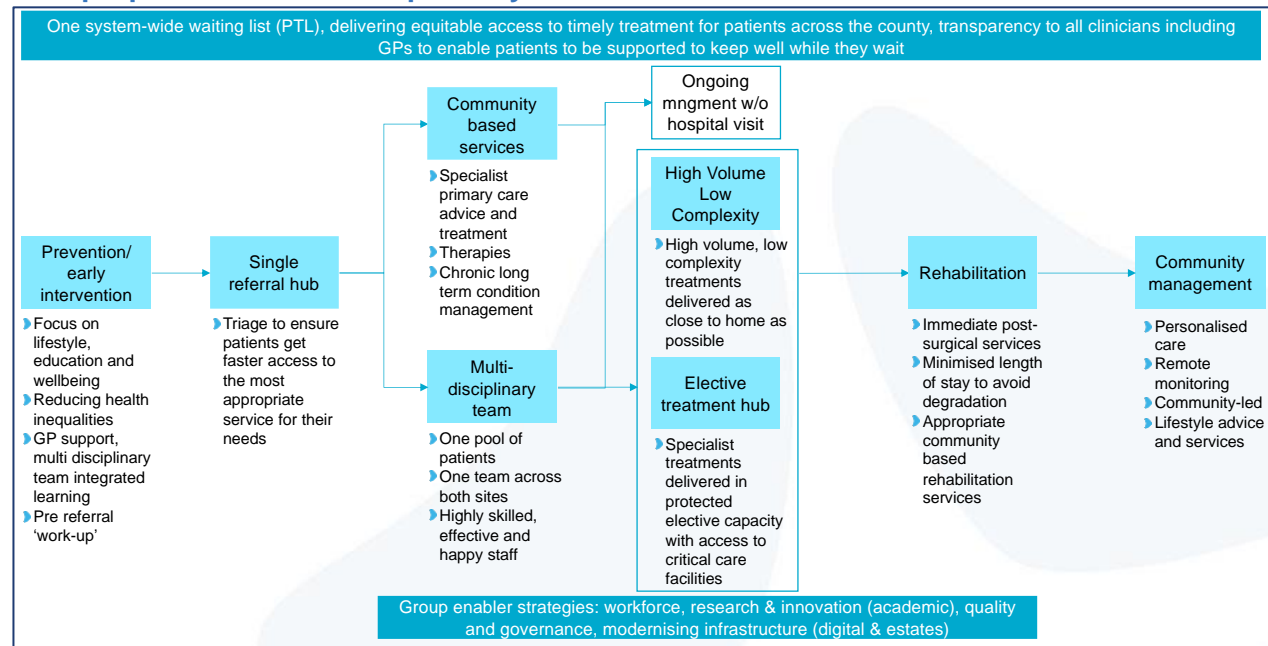 One system-wide waiting list (PTL), delivering equitable access to timely treatment for patients across the county, transparency to all clinicians including
GPs to enable patients to be supported to keep well while they wait
Prevention/
early
intervention
Focus on
lifestyle,
education and
wellbeing
Reducing health
inequalities
GP support,
multi disciplinary
team integrated
learning
Pre referral
‘work-up’
Single
referral hub
Triage to ensure
patients get
faster access to
the most
appropriate
service for their
needs
Community
based
services
Specialist
primary care
advice and
treatment
Therapies
Chronic long
term condition
management
Multi-
disciplinary
team
One pool of
patients
One team across
both sites
Highly skilled,
effective and
happy staff
Ongoing
mngment w/o
hospital visit
High Volume
Low
Complexity
High volume, low
complexity
treatments
delivered as
close to home as
possible
Elective
treatment hub
Specialist
treatments
delivered in
protected
elective capacity
with access to
critical care
facilities
Rehabilitation
Immediate post-
surgical services
Minimised length
of stay to avoid
degradation
Appropriate
community
based
rehabilitation
services
Community
management
Personalised
care
Remote
monitoring
Community-led
Lifestyle advice
and services
Group enabler strategies: workforce, research & innovation (academic), quality
and governance, modernising infrastructure (digital & estates)